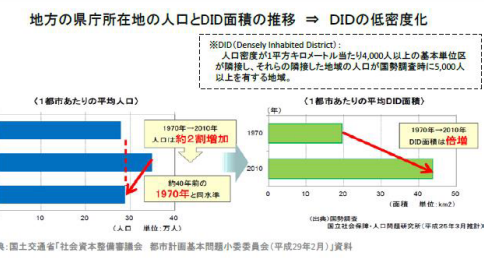 地方の県庁所在地の人口とDID面積の推移 ⇒ DIDの低密度化
※DID(Densely Inhabited District):
人口密度が1平方キロメートル当たり4,000人以上の基本単位区
が隣接し、それらの隣接した地域の人口が国勢調査時に5,000人
以上を有する地域。
〈1都市あたりの平均人口〉
1970年→2010年
人口は約2割増加
約40年前の
1970年と同水準
10 20 30 40
(人口 単位:万人)
〈1都市あたりの平均DID面積〉
(年)
1970
2010
1970年→2010年
DID面積は倍増
0 10 20 30 40 50
(面積 単位:km2)
(出典)国勢調査
国立社会保障・人口問題研究所(平成25年3月推計)
典:国土交通省「社会資本整備審議会 都市計画基本問題小委員会(平成29年2月)」資料